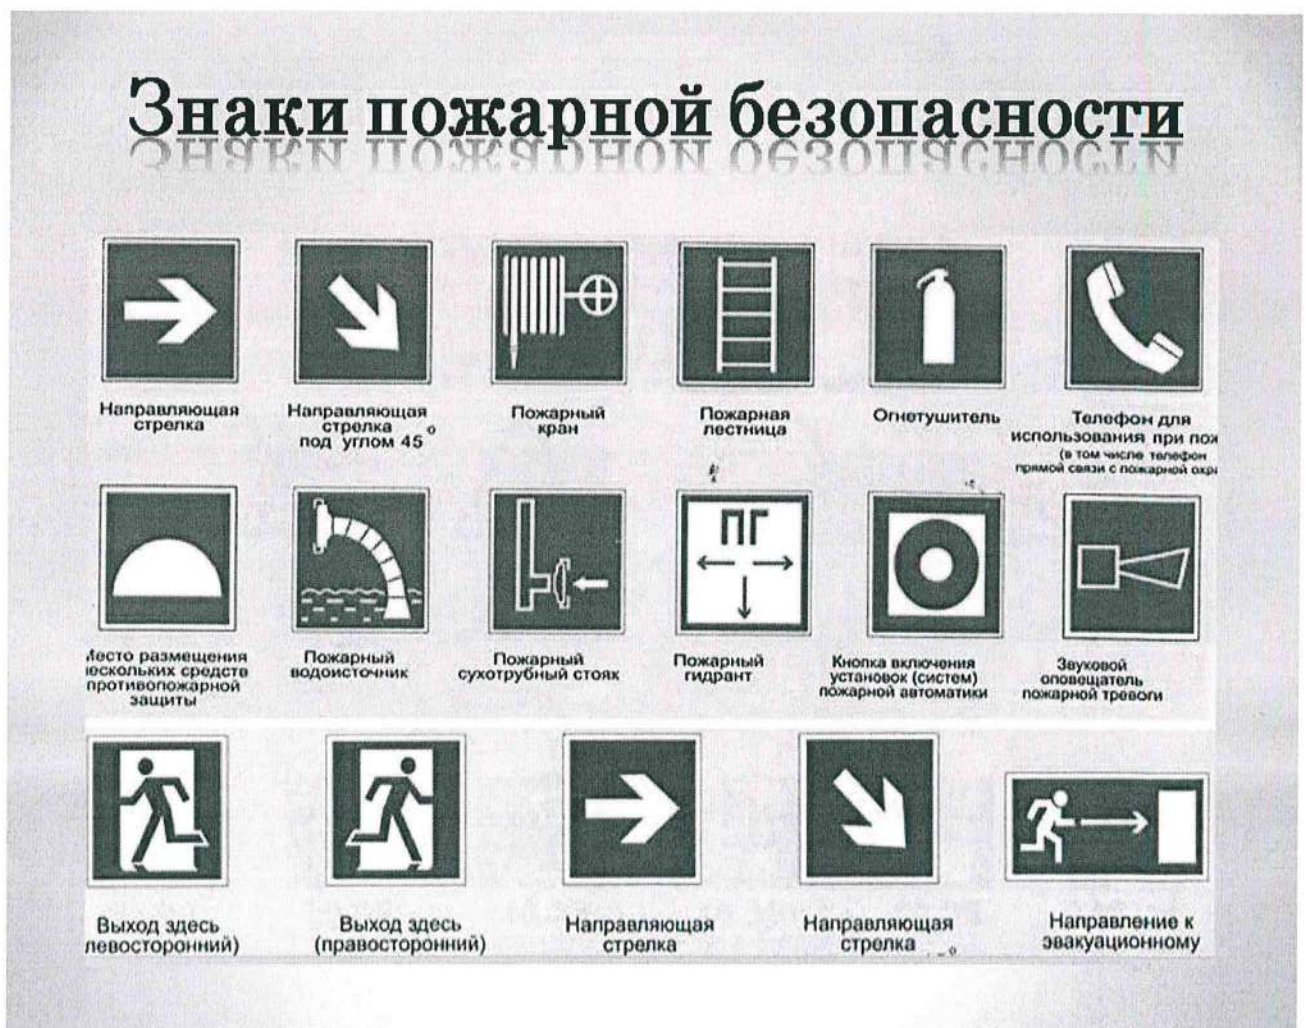 Знаки пожарной безопасности
Направляющая
стрелка
Направляющая
стрелка
под углом 45°
Пожарный
кран
Пожарная
лестница
Огнетушитель
Телефон для
использования при пож
(в том числе телефон
прямой связи с пожарной охра
ПГ
Место размещения
нескольких средств
противопожарной
защиты
Пожарный
водоисточник
Пожарный
сухотрубный стояк
Пожарный
гидрант
Кнопка включения
установок (систем)
пожарной автоматики
Звуковой
оповещатель
пожарной тревоги
Выход здесь
левосторонний)
Выход здесь
(правосторонний)
Направляющая
стрелка
Направляющая
стрелка
Направление к
эвакуационному